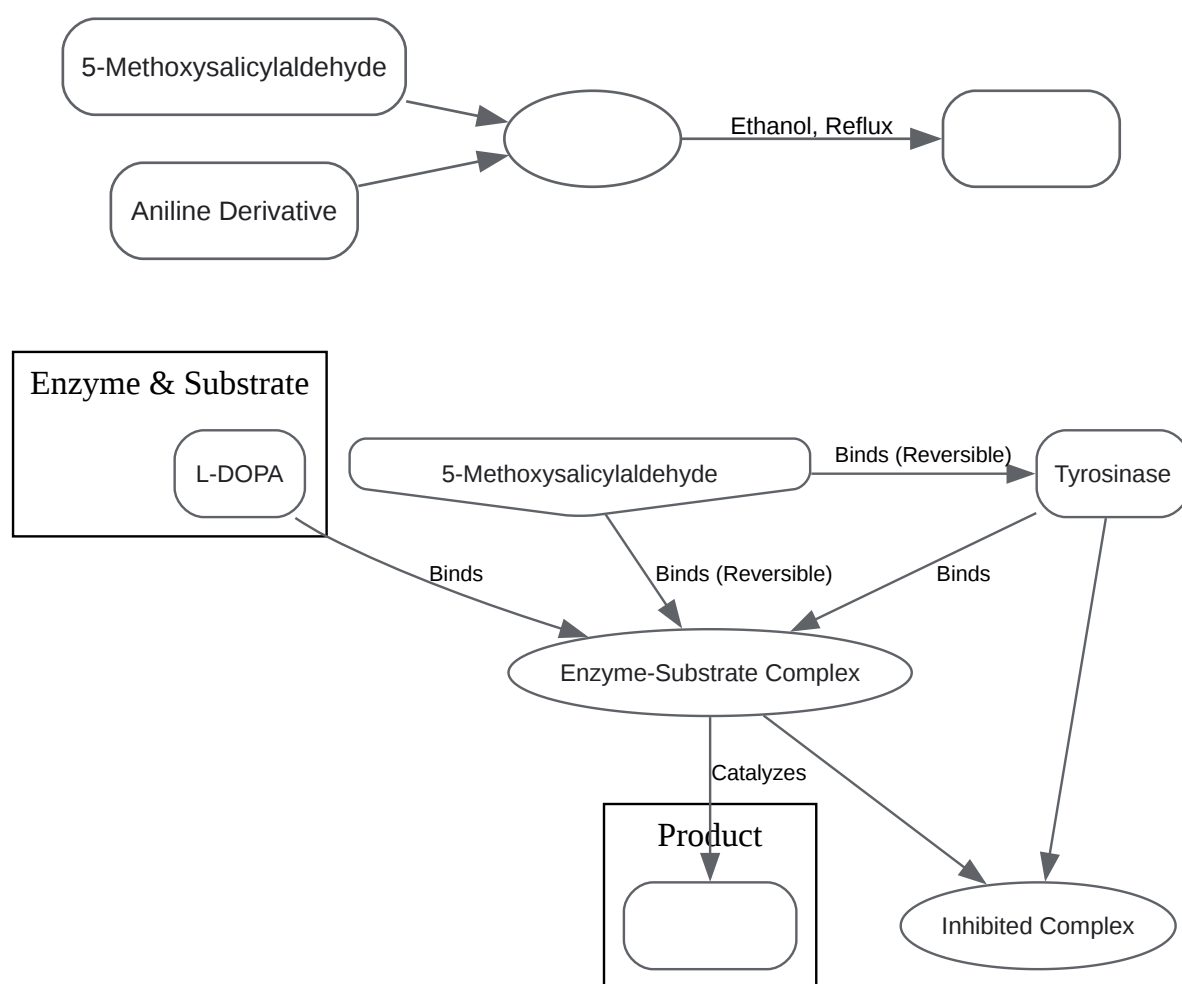 5-Methoxysalicylaldehyde
Ethanol, Reflux
Aniline Derivative
Enzyme & Substrate
L-DOPA
5-Methoxysalicylaldehyde
Binds (Reversible)
Tyrosinase
Binds
Binds (Reversible)
Binds
Enzyme-Substrate Complex
Catalyzes
Product
Inhibited Complex